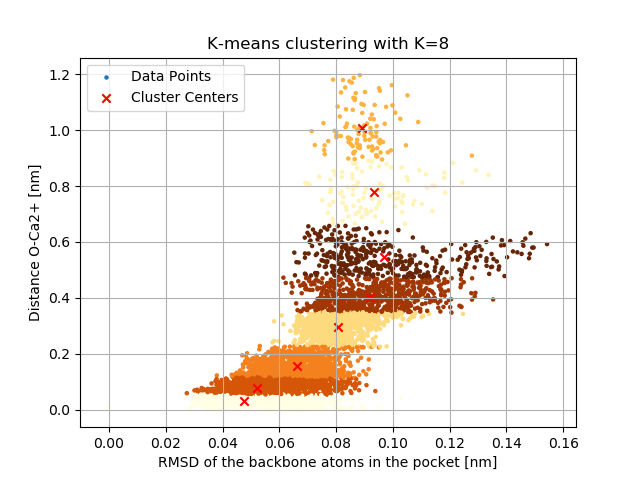 K-means clustering with K=8
Data Points
Cluster Centers
Distance O-Ca2+ [nm]
1.2
1.0
0.8
0.6
0.4
0.2
0.0
0.00 0.02 0.04 0.06 0.08 0.10 0.12 0.14 0.16
RMSD of the backbone atoms in the pocket [nm]